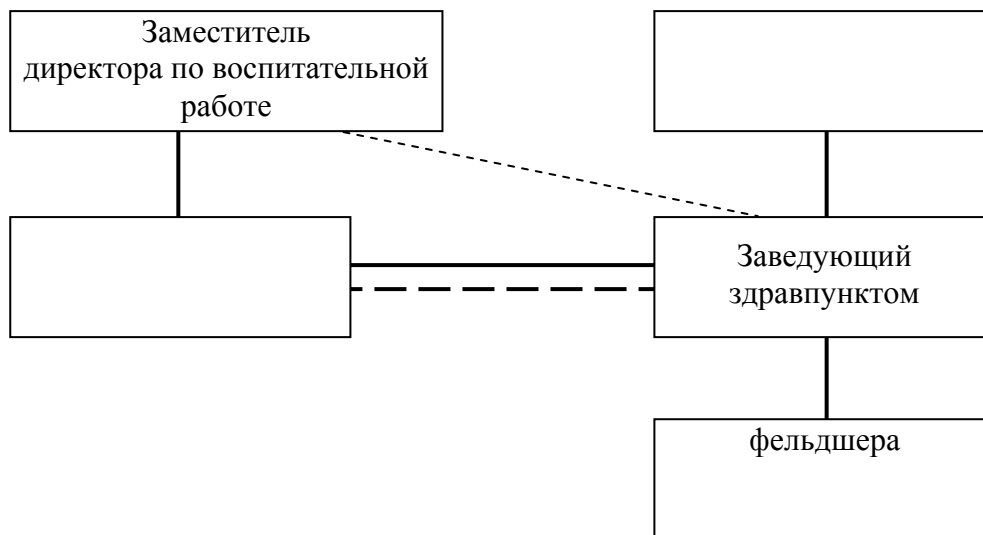 Заместитель
директора по воспитательной
работе
Заведующий
здравпунктом
фельдшера